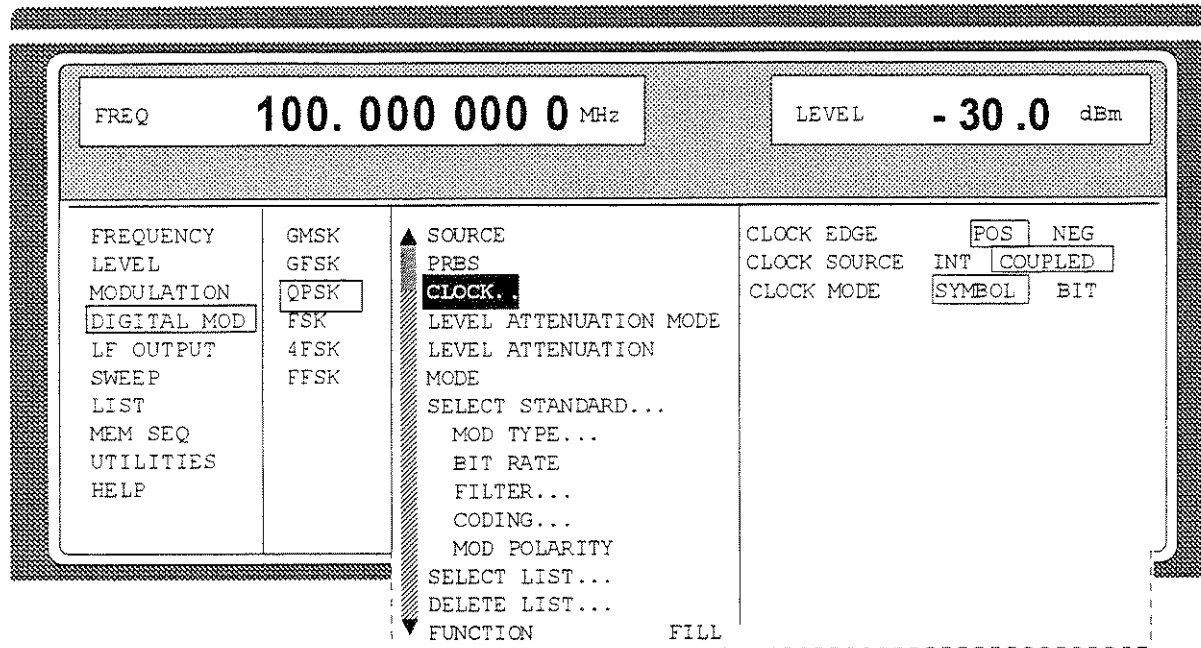 FREQ 100. 000 000 0 MHz
LEVEL - 30 .0 dBm
FREQUENCY
LEVEL
MODULATION
DIGITAL MOD
LF OUTPUT
SWEEP
LIST
MEM SEQ
UTILITIES
HELP
GMSK
GFSK
QPSK
FSK
4FSK
FFSK
SOURCE
PRBS
CLOCK..
LEVEL ATTENUATION MODE
LEVEL ATTENUATION
MODE
SELECT STANDARD...
MOD TYPE...
BIT RATE
FILTER...
CODING...
MOD POLARITY
SELECT LIST...
DELETE LIST...
FUNCTION FILL
CLOCK EDGE POS NEG
CLOCK SOURCE INT COUPLED
CLOCK MODE SYMBOL BIT